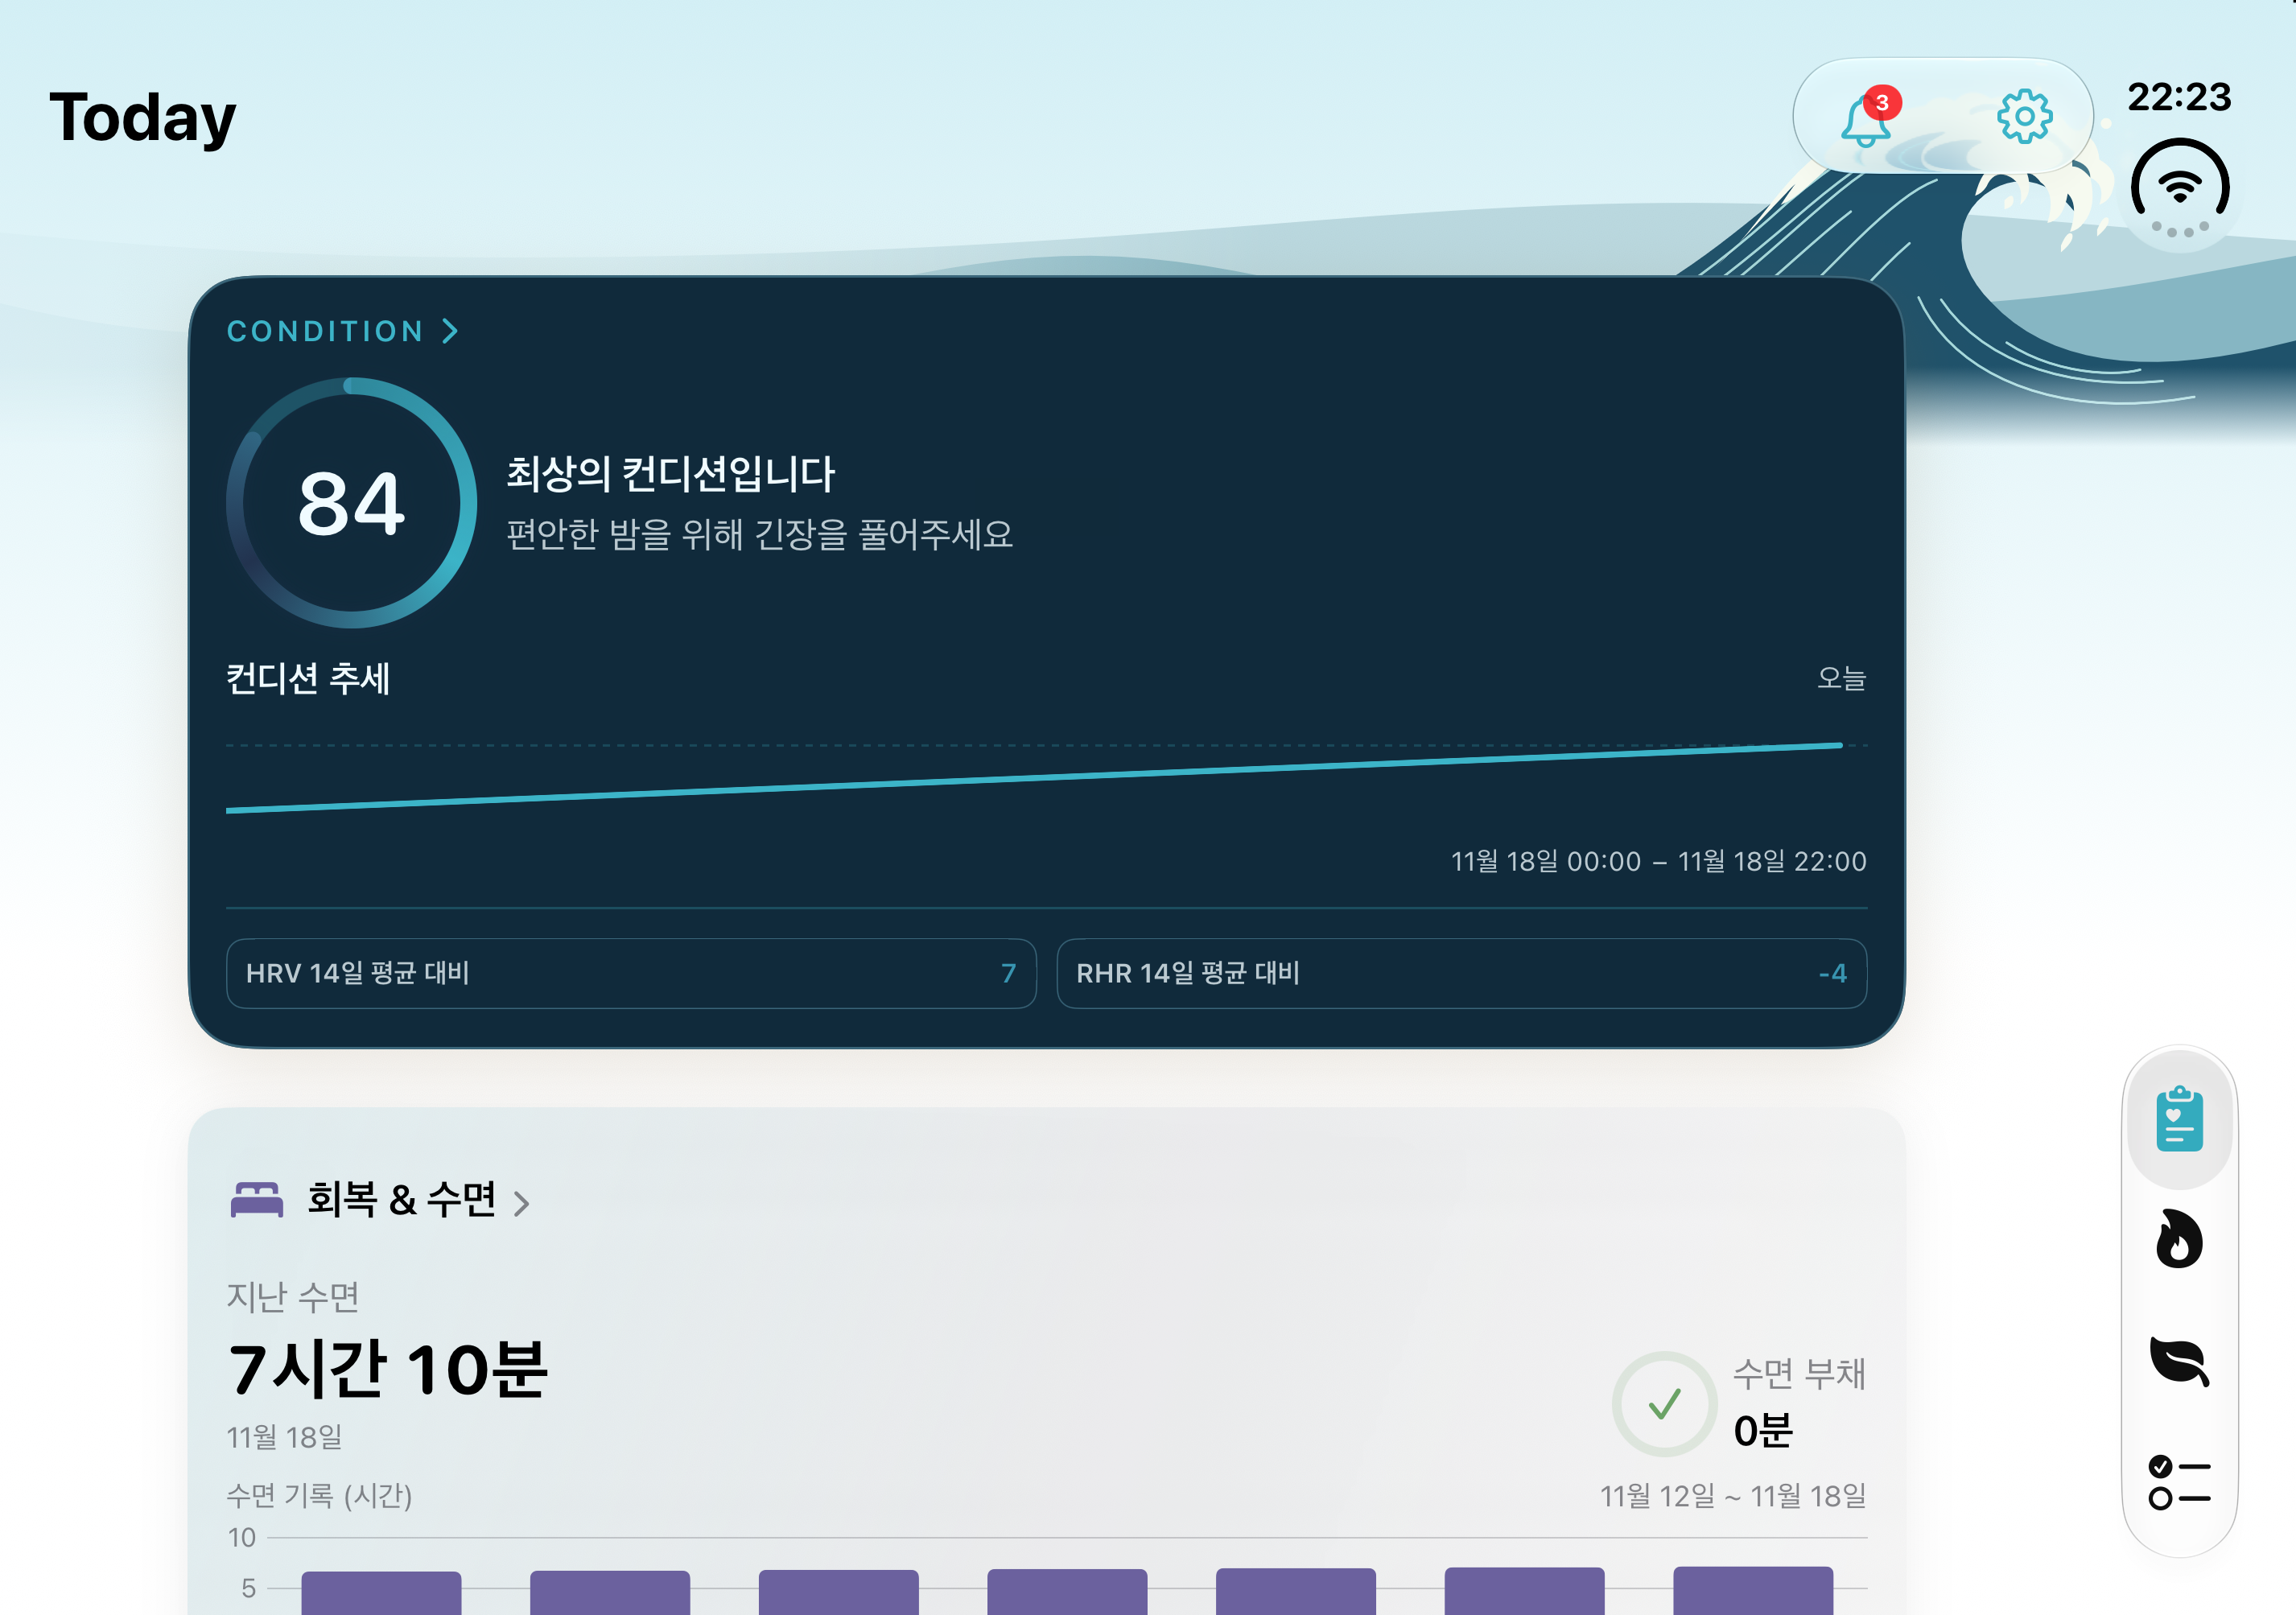 Today
3
22:23
CONDITION
84
최상의 컨디션입니다
편안한 밤을 위해 긴장을 풀어주세요
컨디션 추세
오늘
11월 18일 00:00 – 11월 18일 22:00
HRV 14일 평균 대비 7
RHR 14일 평균 대비 -4
회복 & 수면
지난 수면
7시간 10분
11월 18일
수면 부채
0분
수면 기록 (시간)
11월 12일 ~ 11월 18일
10
5